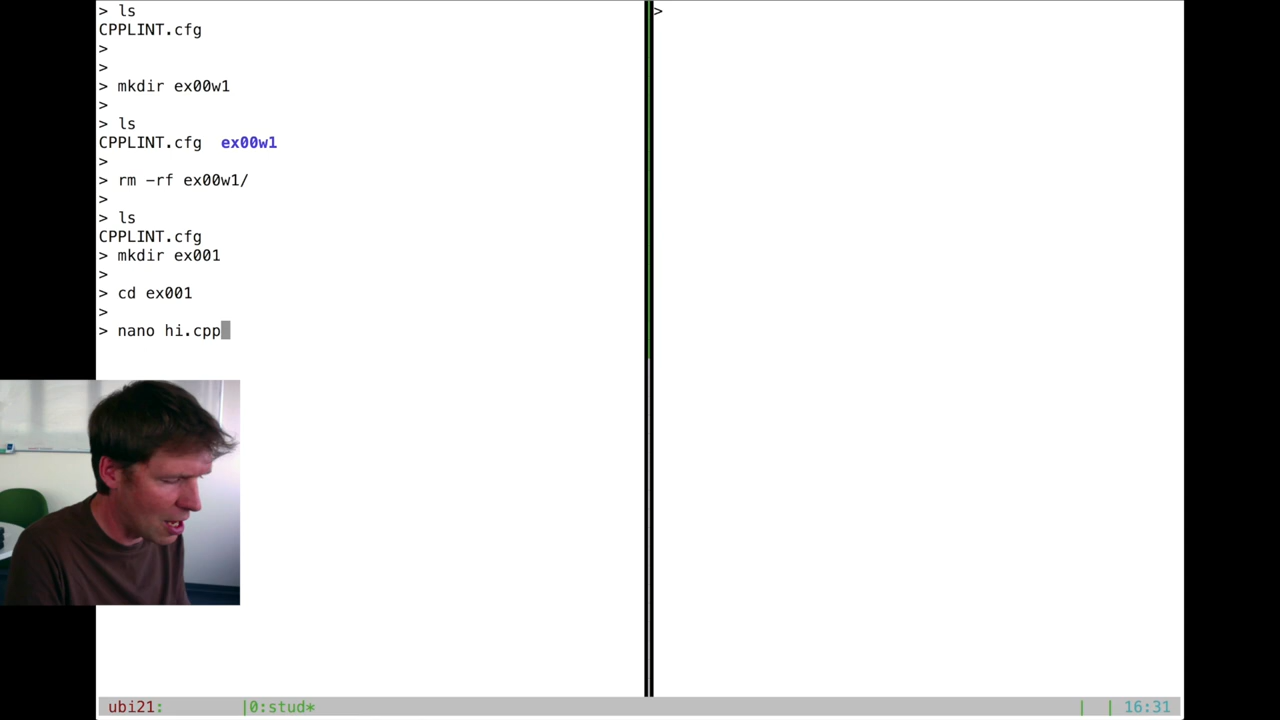 > ls
CPPLINT.cfg
>
>
> mkdir ex00w1
>
> ls
CPPLINT.cfg  ex00w1
>
> rm -rf ex00w1/
>
> ls
CPPLINT.cfg
> mkdir ex001
>
> cd ex001
>
> nano hi.cpp
>
ubi21: |0:stud* | | 16:31